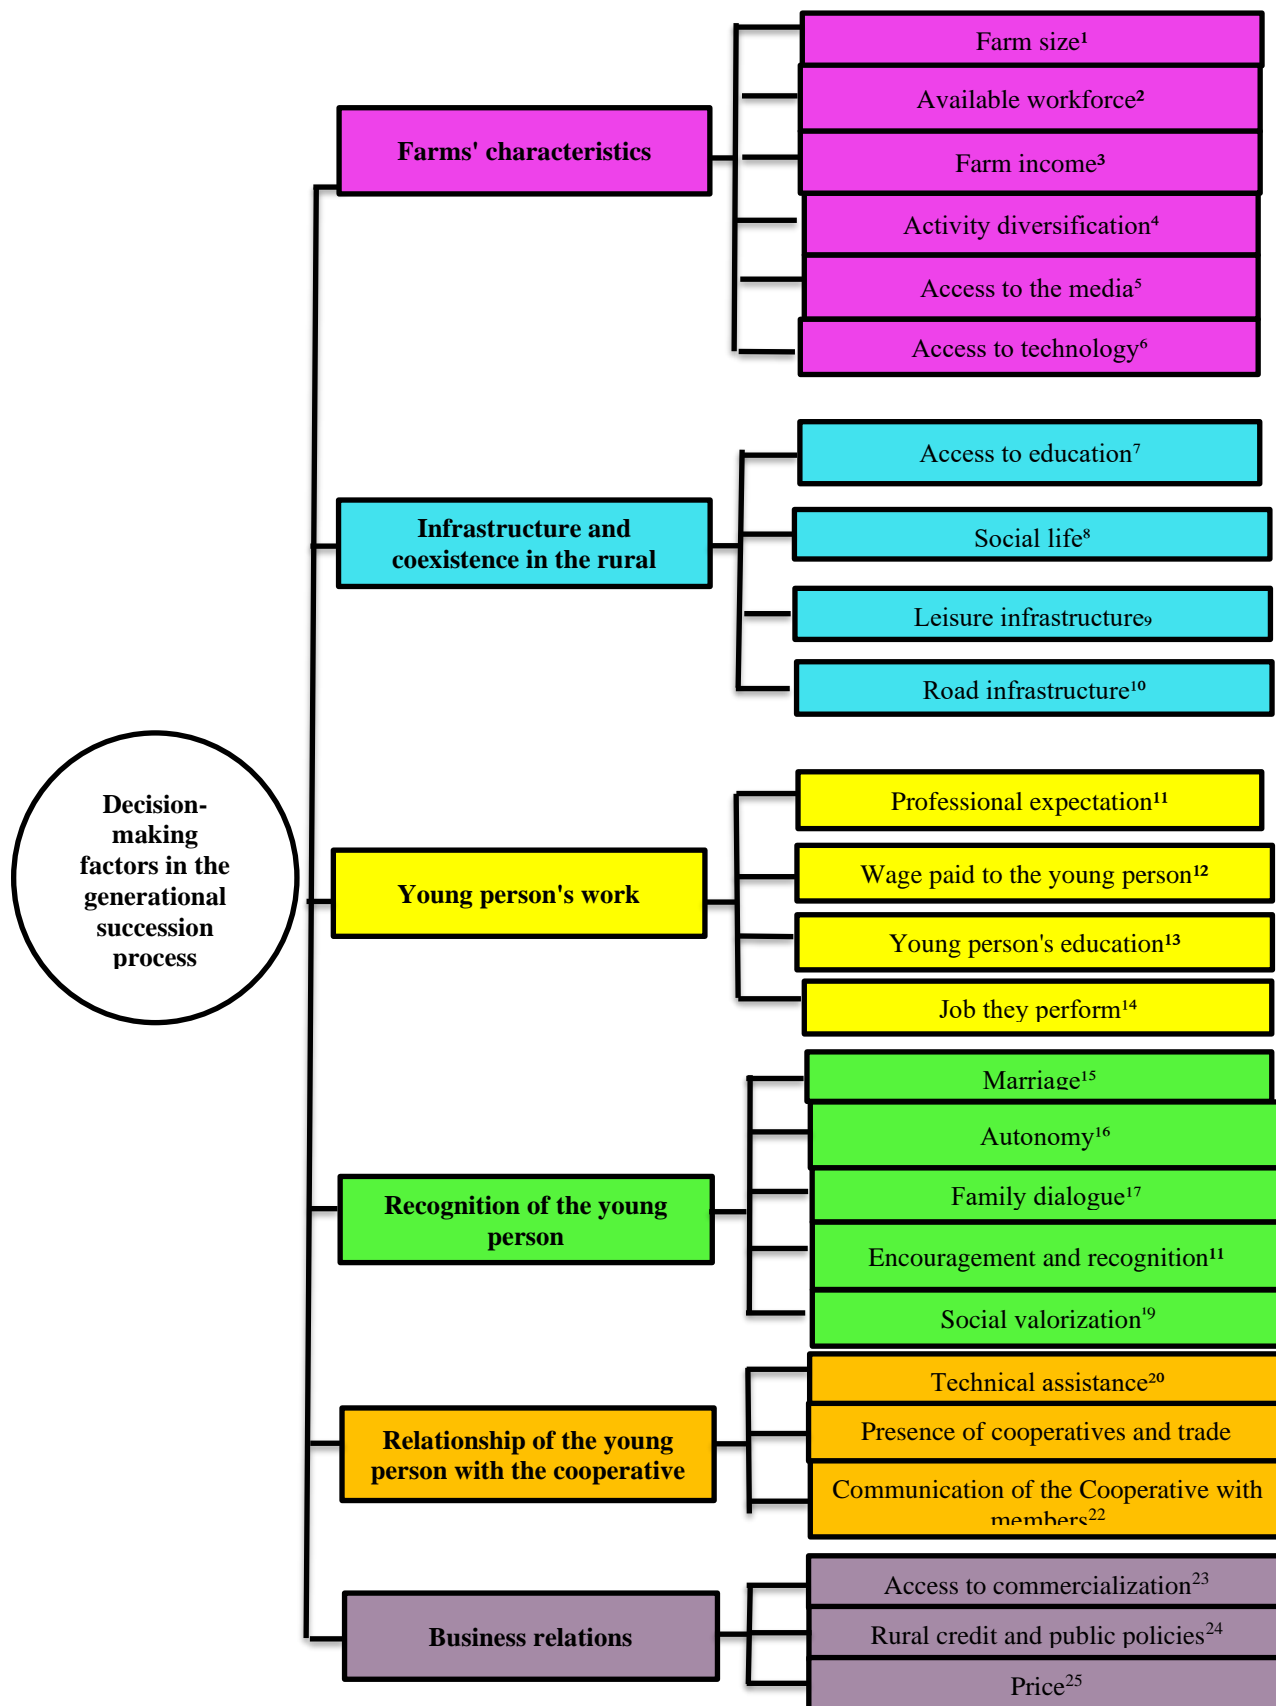 Decision-
making
factors in the
generational
succession
process
Farms' characteristics
Farm size¹
Available workforce²
Farm income³
Activity diversification⁴
Access to the media⁵
Access to technology⁶
Infrastructure and
coexistence in the rural
Access to education⁷
Social life⁸
Leisure infrastructure₉
Road infrastructure¹⁰
Young person's work
Professional expectation¹¹
Wage paid to the young person¹²
Young person's education¹³
Job they perform¹⁴
Recognition of the young
person
Marriage¹⁵
Autonomy¹⁶
Family dialogue¹⁷
Encouragement and recognition¹¹
Social valorization¹⁹
Relationship of the young
person with the cooperative
Technical assistance²⁰
Presence of cooperatives and trade
Communication of the Cooperative with
members²²
Business relations
Access to commercialization²³
Rural credit and public policies²⁴
Price²⁵